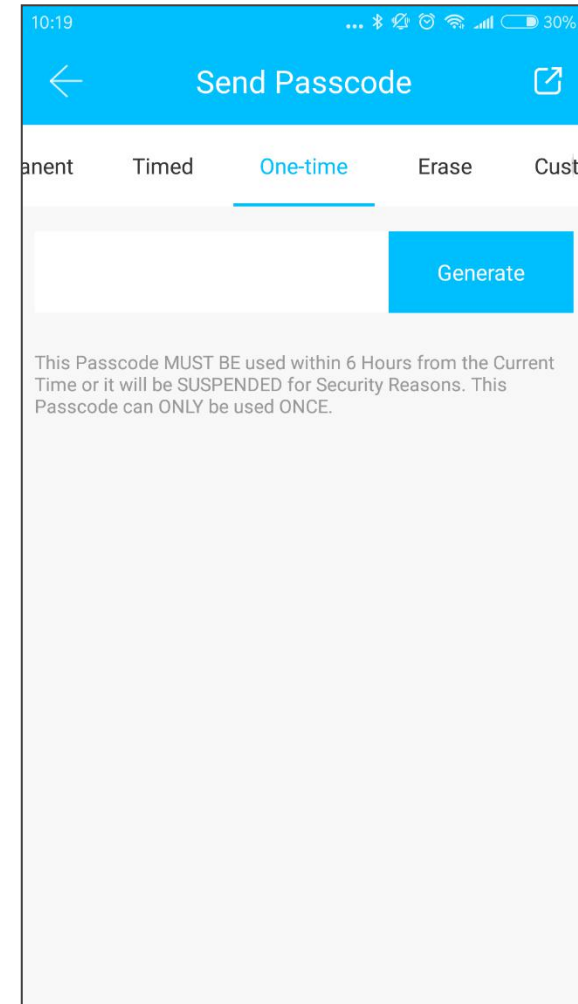 10:19 ... 30%
Send Passcode
anent Timed One-time Erase Cust
Generate
This Passcode MUST BE used within 6 Hours from the Current
Time or it will be SUSPENDED for Security Reasons. This
Passcode can ONLY be used ONCE.